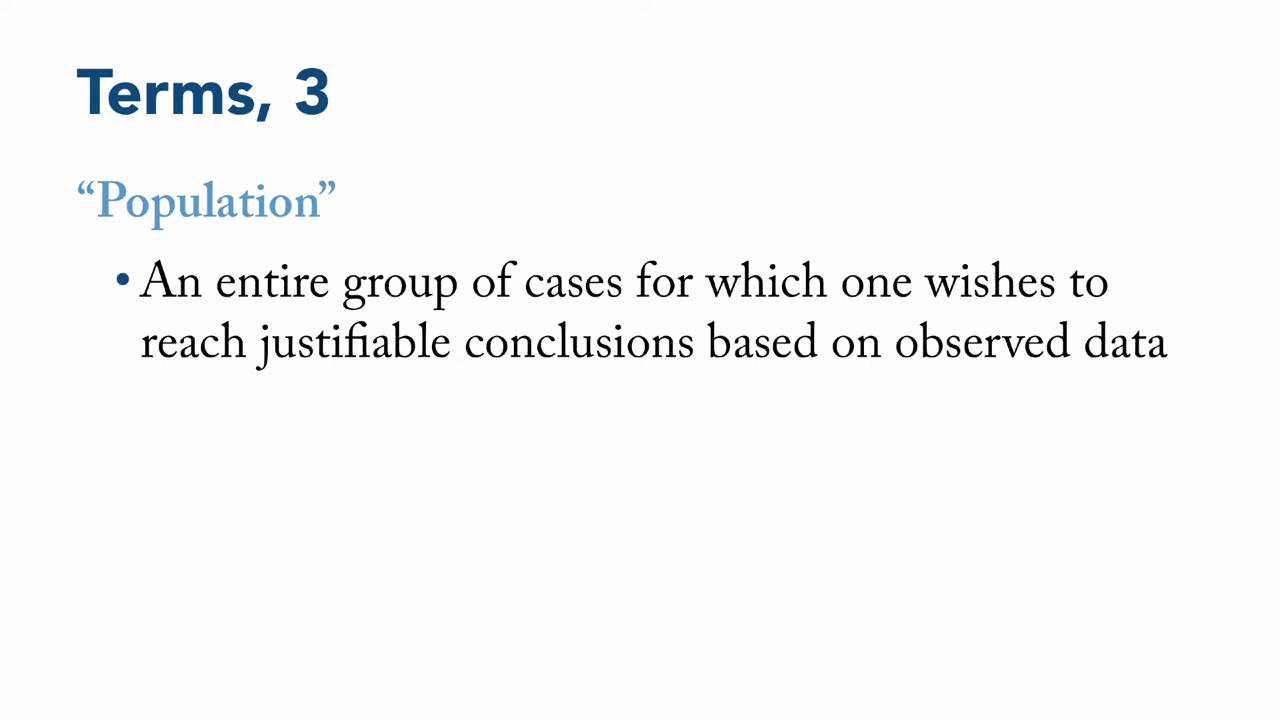 Terms, 3
“Population”
• An entire group of cases for which one wishes to
reach justifiable conclusions based on observed data